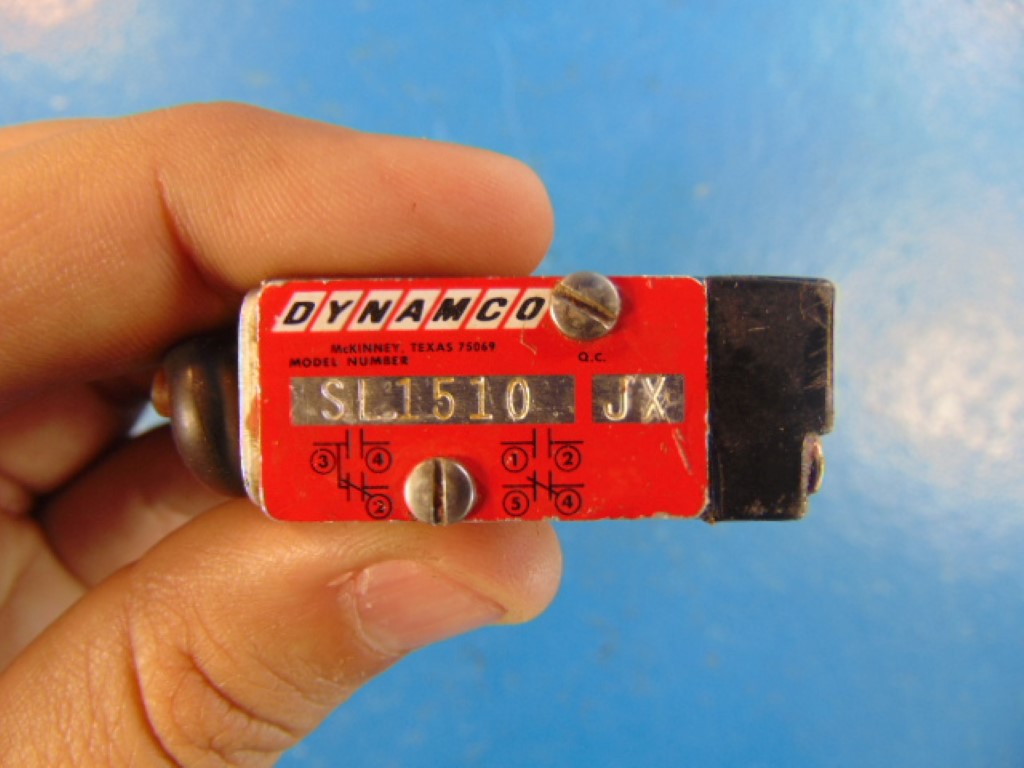 DYNAMCO
McKINNEY, TEXAS 75069
MODEL NUMBER Q.C.
SL1510 JX
3 4 1 2
2 5 4